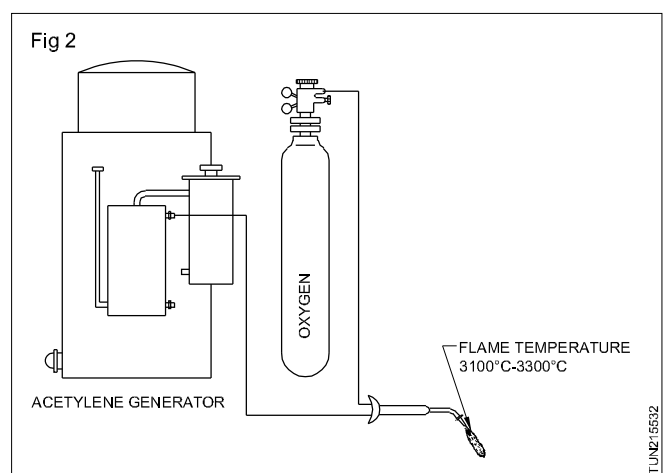 Fig 2
OXYGEN
FLAME TEMPERATURE
3100°C-3300°C
ACETYLENE GENERATOR
TUN215532